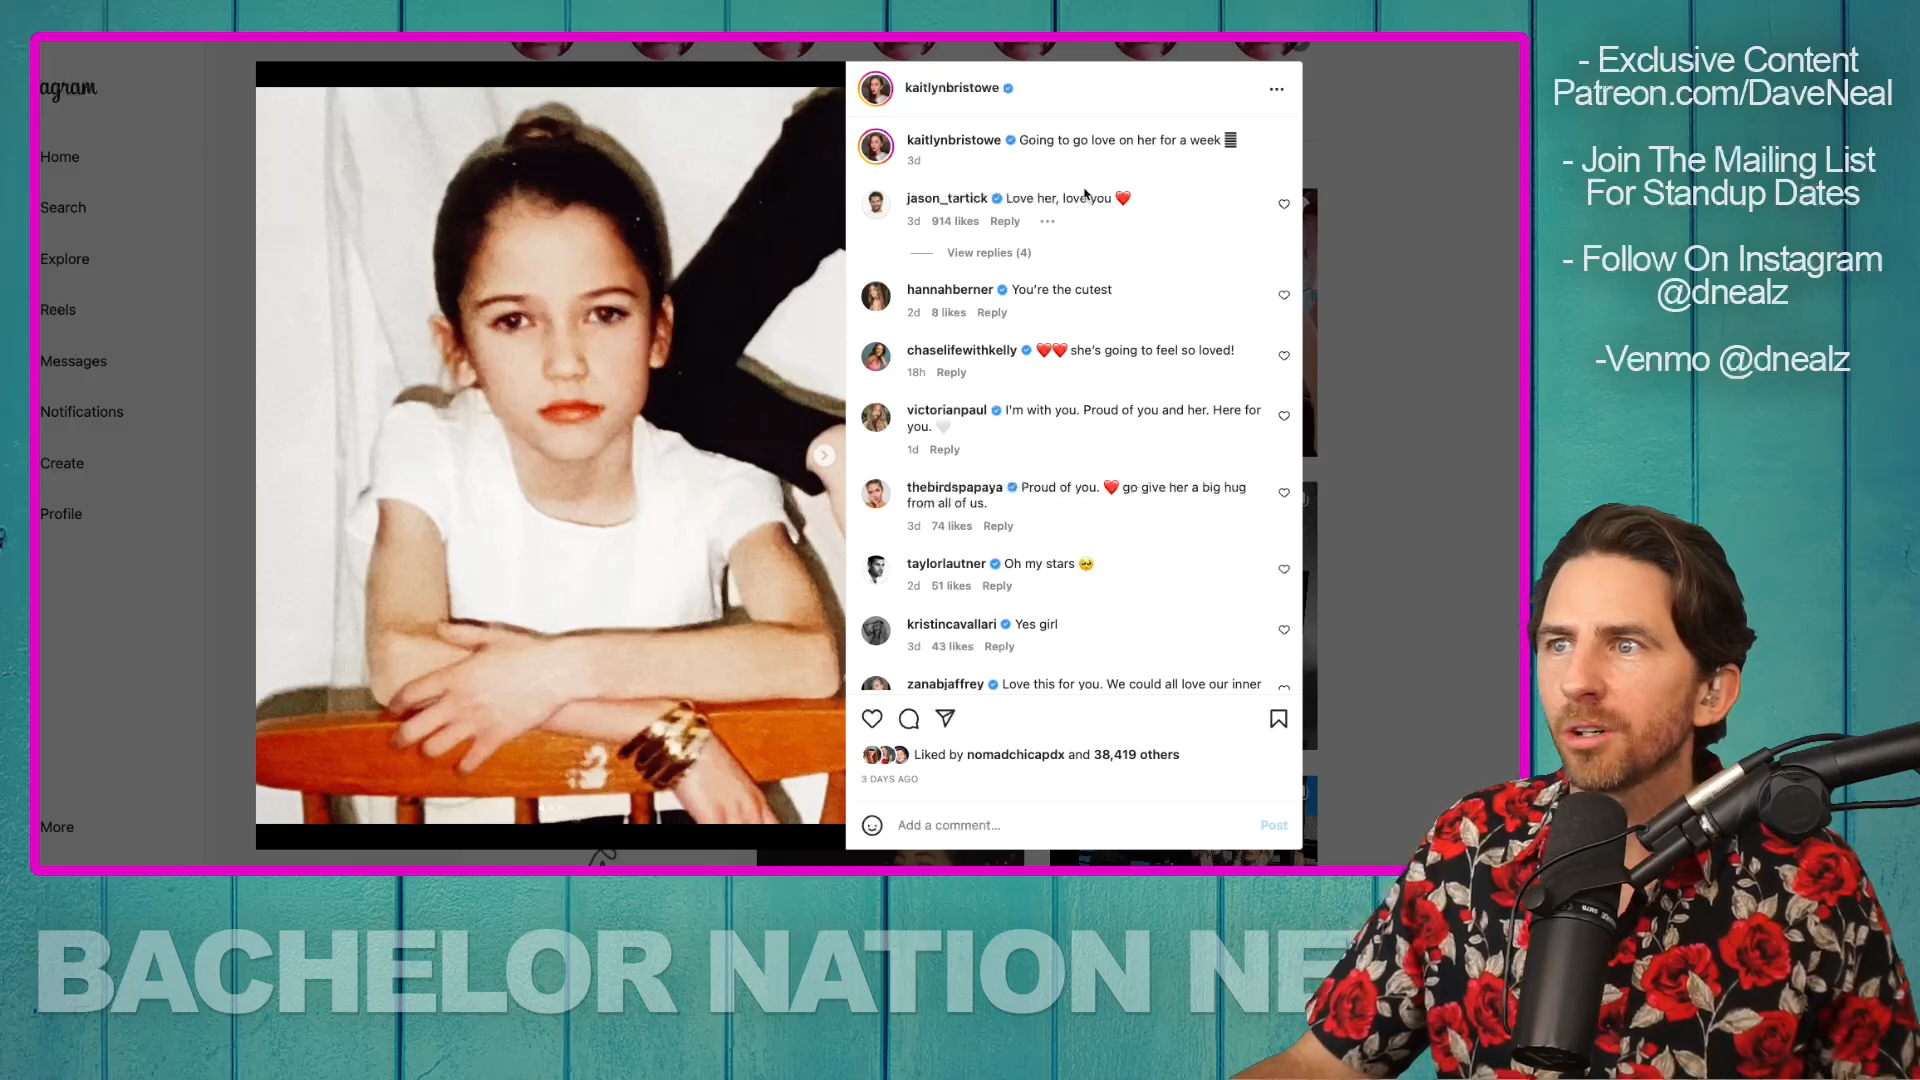 agram
Home
Search
Explore
Reels
Messages
Notifications
Create
Profile
More
kaitlynbristowe
kaitlynbristowe Going to go love on her for a week
3d
jason_tartick Love her, love you ❤️
3d 914 likes Reply
View replies (4)
hannahberner You’re the cutest
2d 8 likes Reply
chaselifewithkelly ❤️❤️ she’s going to feel so loved!
18h Reply
victorianpaul I'm with you. Proud of you and her. Here for
you. 🤍
1d Reply
thebirdspapaya Proud of you. ❤️ go give her a big hug
from all of us.
3d 74 likes Reply
taylorlautner Oh my stars 🥹
2d 51 likes Reply
kristincavallari Yes girl
3d 43 likes Reply
zanabjaffrey Love this for you. We could all love our inner
Liked by nomadchicapdx and 38,419 others
3 DAYS AGO
Add a comment...
Post
- Exclusive Content
Patreon.com/DaveNeal
- Join The Mailing List
For Standup Dates
- Follow On Instagram
@dnealz
-Venmo @dnealz
BACHELOR NATION NE